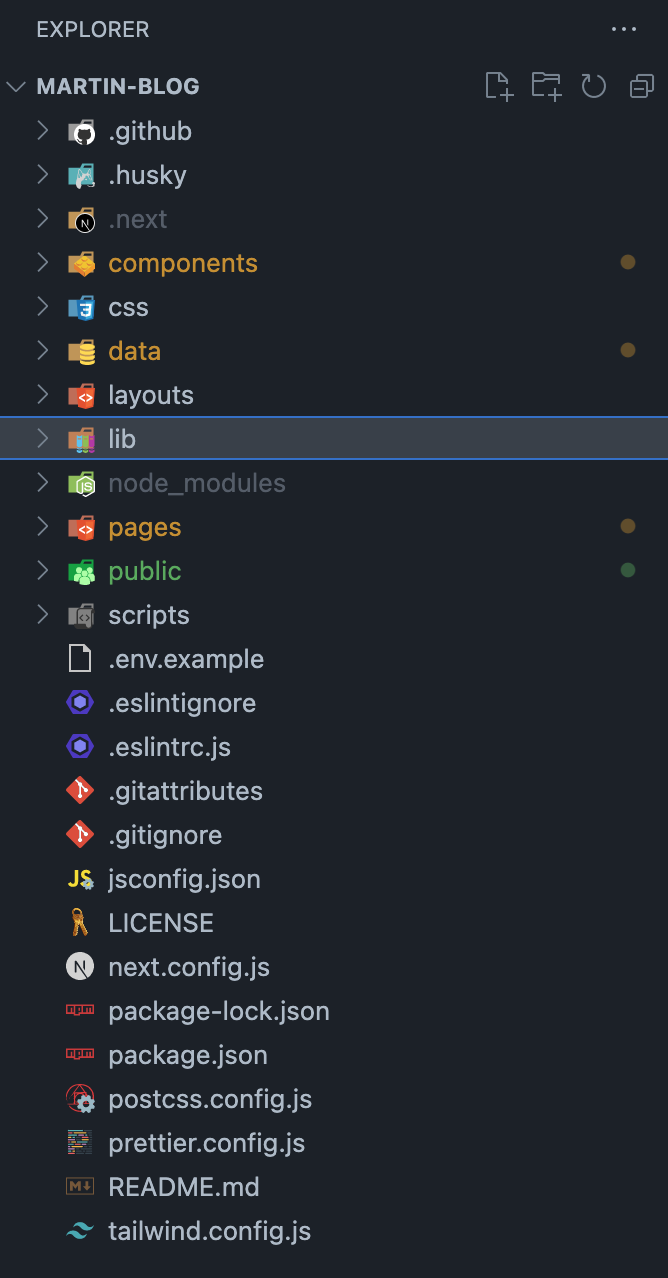 EXPLORER
MARTIN-BLOG
.github
.husky
.next
components
css
data
layouts
lib
node_modules
pages
public
scripts
.env.example
.eslintignore
.eslintrc.js
.gitattributes
.gitignore
jsconfig.json
LICENSE
next.config.js
package-lock.json
package.json
postcss.config.js
prettier.config.js
README.md
tailwind.config.js